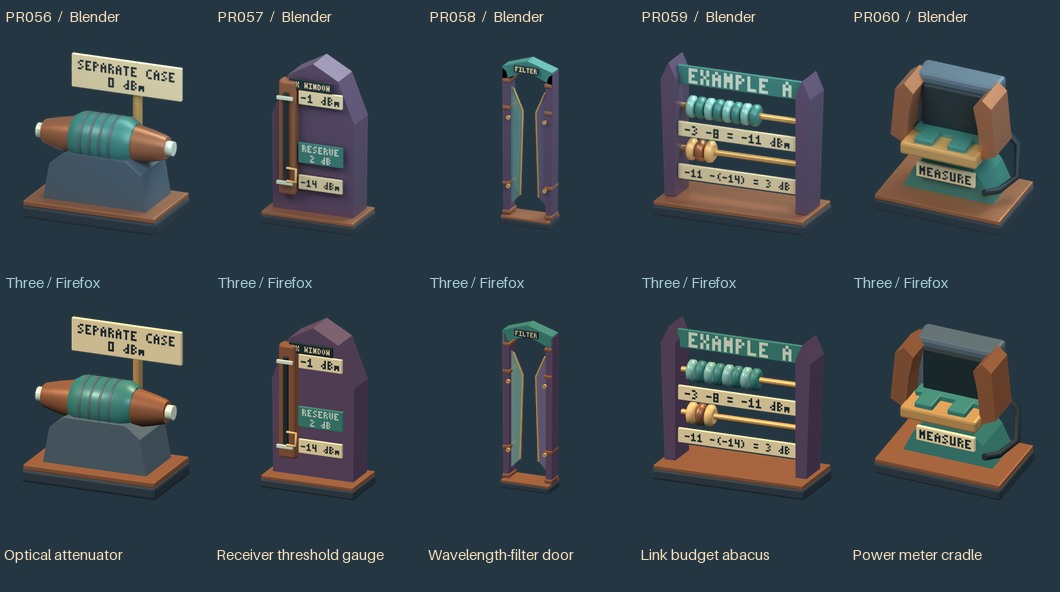 PR056 / Blender
PR057 / Blender
PR058 / Blender
PR059 / Blender
PR060 / Blender
SEPARATE CASE
0 dBm
WINDOW
-1 dBm
RESERVE
2 dB
-14 dBm
FILTER
EXAMPLE A
-3 -8 = -11 dBm
-11 -(-14) = 3 dB
MEASURE
Three / Firefox
Three / Firefox
Three / Firefox
Three / Firefox
Three / Firefox
SEPARATE CASE
0 dBm
WINDOW
-1 dBm
RESERVE
2 dB
-14 dBm
FILTER
EXAMPLE A
-3 -8 = -11 dBm
-11 -(-14) = 3 dB
MEASURE
Optical attenuator
Receiver threshold gauge
Wavelength-filter door
Link budget abacus
Power meter cradle